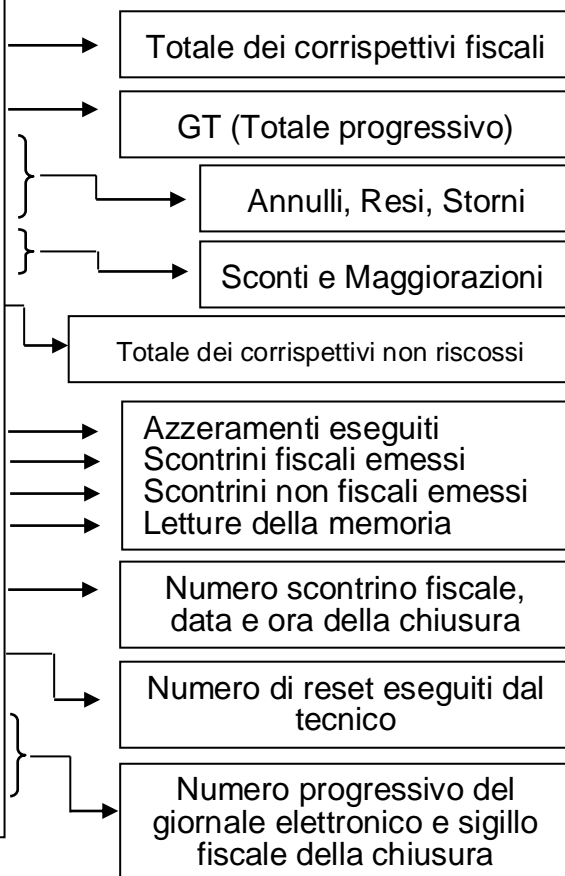 Totale dei corrispettivi fiscali
GT (Totale progressivo)
Annulli, Resi, Storni
Sconti e Maggiorazioni
Totale dei corrispettivi non riscossi
Azzeramenti eseguiti
Scontrini fiscali emessi
Scontrini non fiscali emessi
Letture della memoria
Numero scontrino fiscale,
data e ora della chiusura
Numero di reset eseguiti dal
tecnico
Numero progressivo del
giornale elettronico e sigillo
fiscale della chiusura